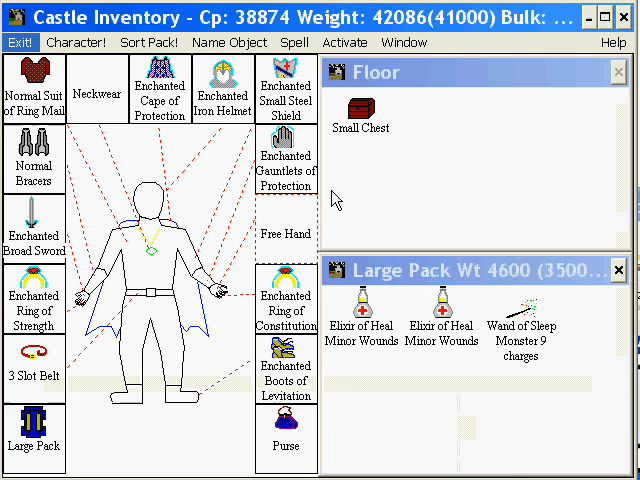 Castle Inventory - Cp: 38874 Weight: 42086(41000) Bulk: ...
Exit! Character! Sort Pack! Name Object Spell Activate Window Help
Normal Suit
of Ring Mail
Neckwear
Enchanted
Cape of
Protection
Enchanted
Iron Helmet
Enchanted
Small Steel
Shield
Normal
Bracers
Enchanted
Gauntlets of
Protection
Enchanted
Broad Sword
Free Hand
Enchanted
Ring of
Strength
Enchanted
Ring of
Constitution
3 Slot Belt
Enchanted
Boots of
Levitation
Large Pack
Purse
Floor
Small Chest
Large Pack Wt 4600 (3500...
Elixir of Heal
Minor Wounds
Elixir of Heal
Minor Wounds
Wand of Sleep
Monster 9
charges